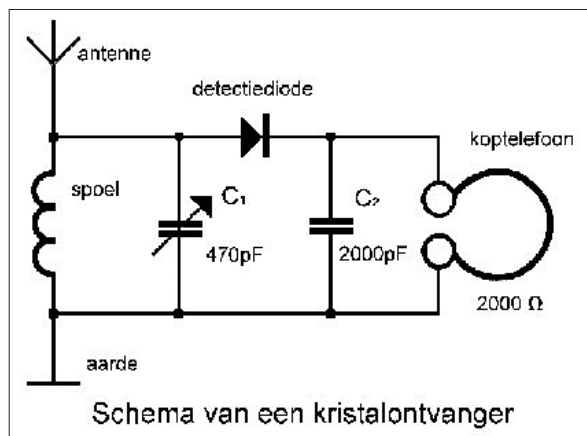 antenne
detectiediode
koptelefoon
spoel
C₁
C₂
470pF
2000pF
2000 Ω
aarde
Schema van een kristalontvanger